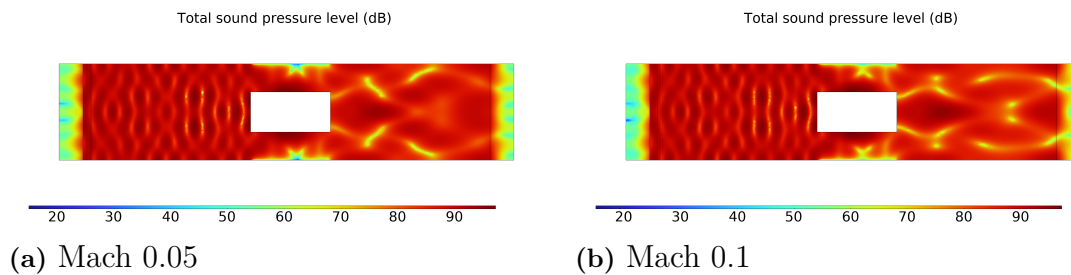 Total sound pressure level (dB)
20 30 40 50 60 70 80 90
(a) Mach 0.05
Total sound pressure level (dB)
20 30 40 50 60 70 80 90
(b) Mach 0.1